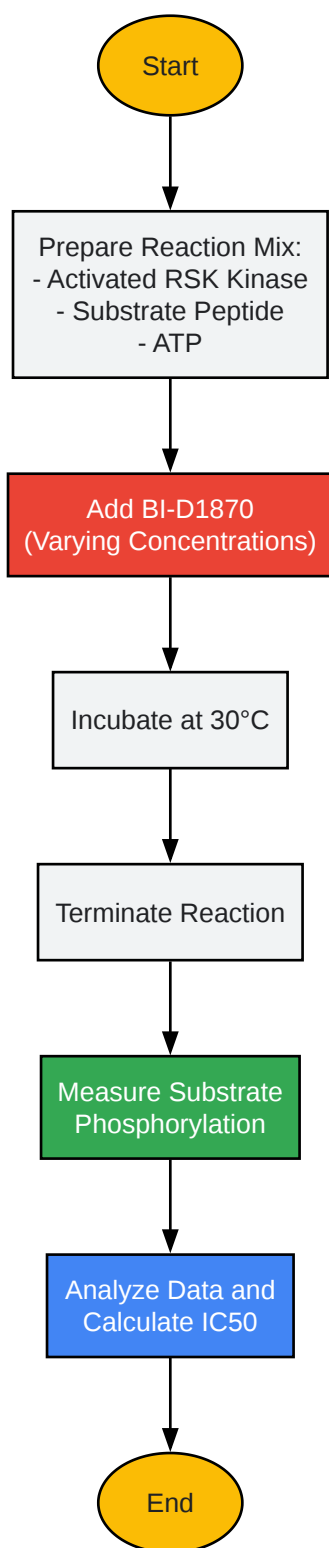 Start
Prepare Reaction Mix:
- Activated RSK Kinase
- Substrate Peptide
- ATP
Add BI-D1870
(Varying Concentrations)
Incubate at 30°C
Terminate Reaction
Measure Substrate
Phosphorylation
Analyze Data and
Calculate IC50
End